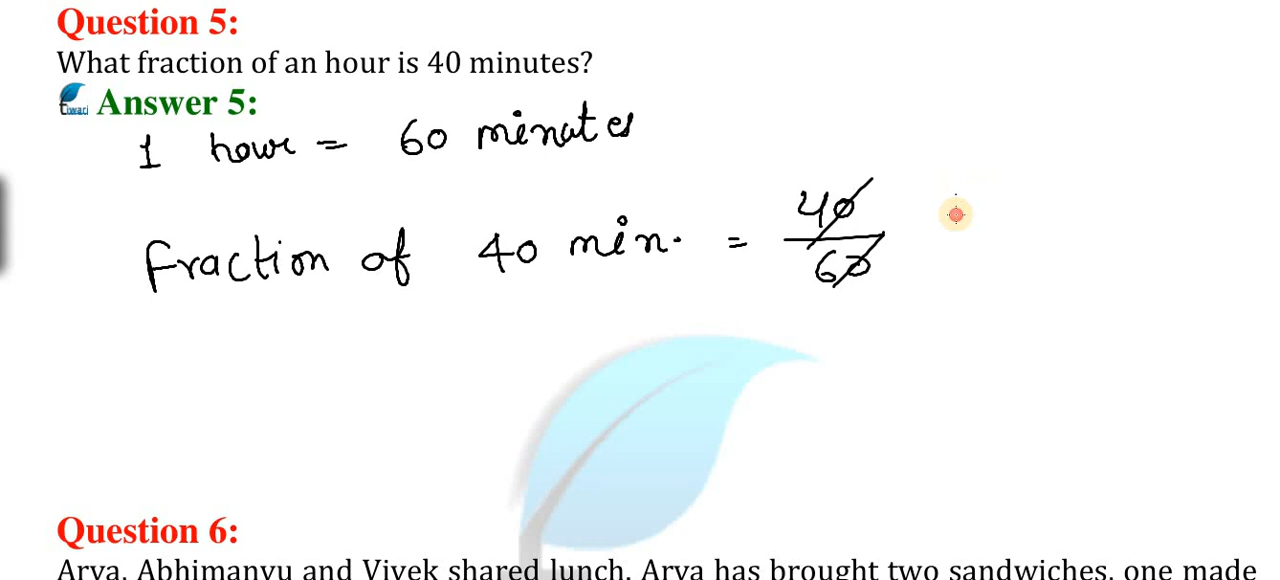 Question 5:
What fraction of an hour is 40 minutes?
Tiwari Answer 5:
1 hour = 60 minutes
Fraction of 40 min. = 40/60
Question 6:
Arya, Abhimanyu and Vivek shared lunch. Arya has brought two sandwiches, one made